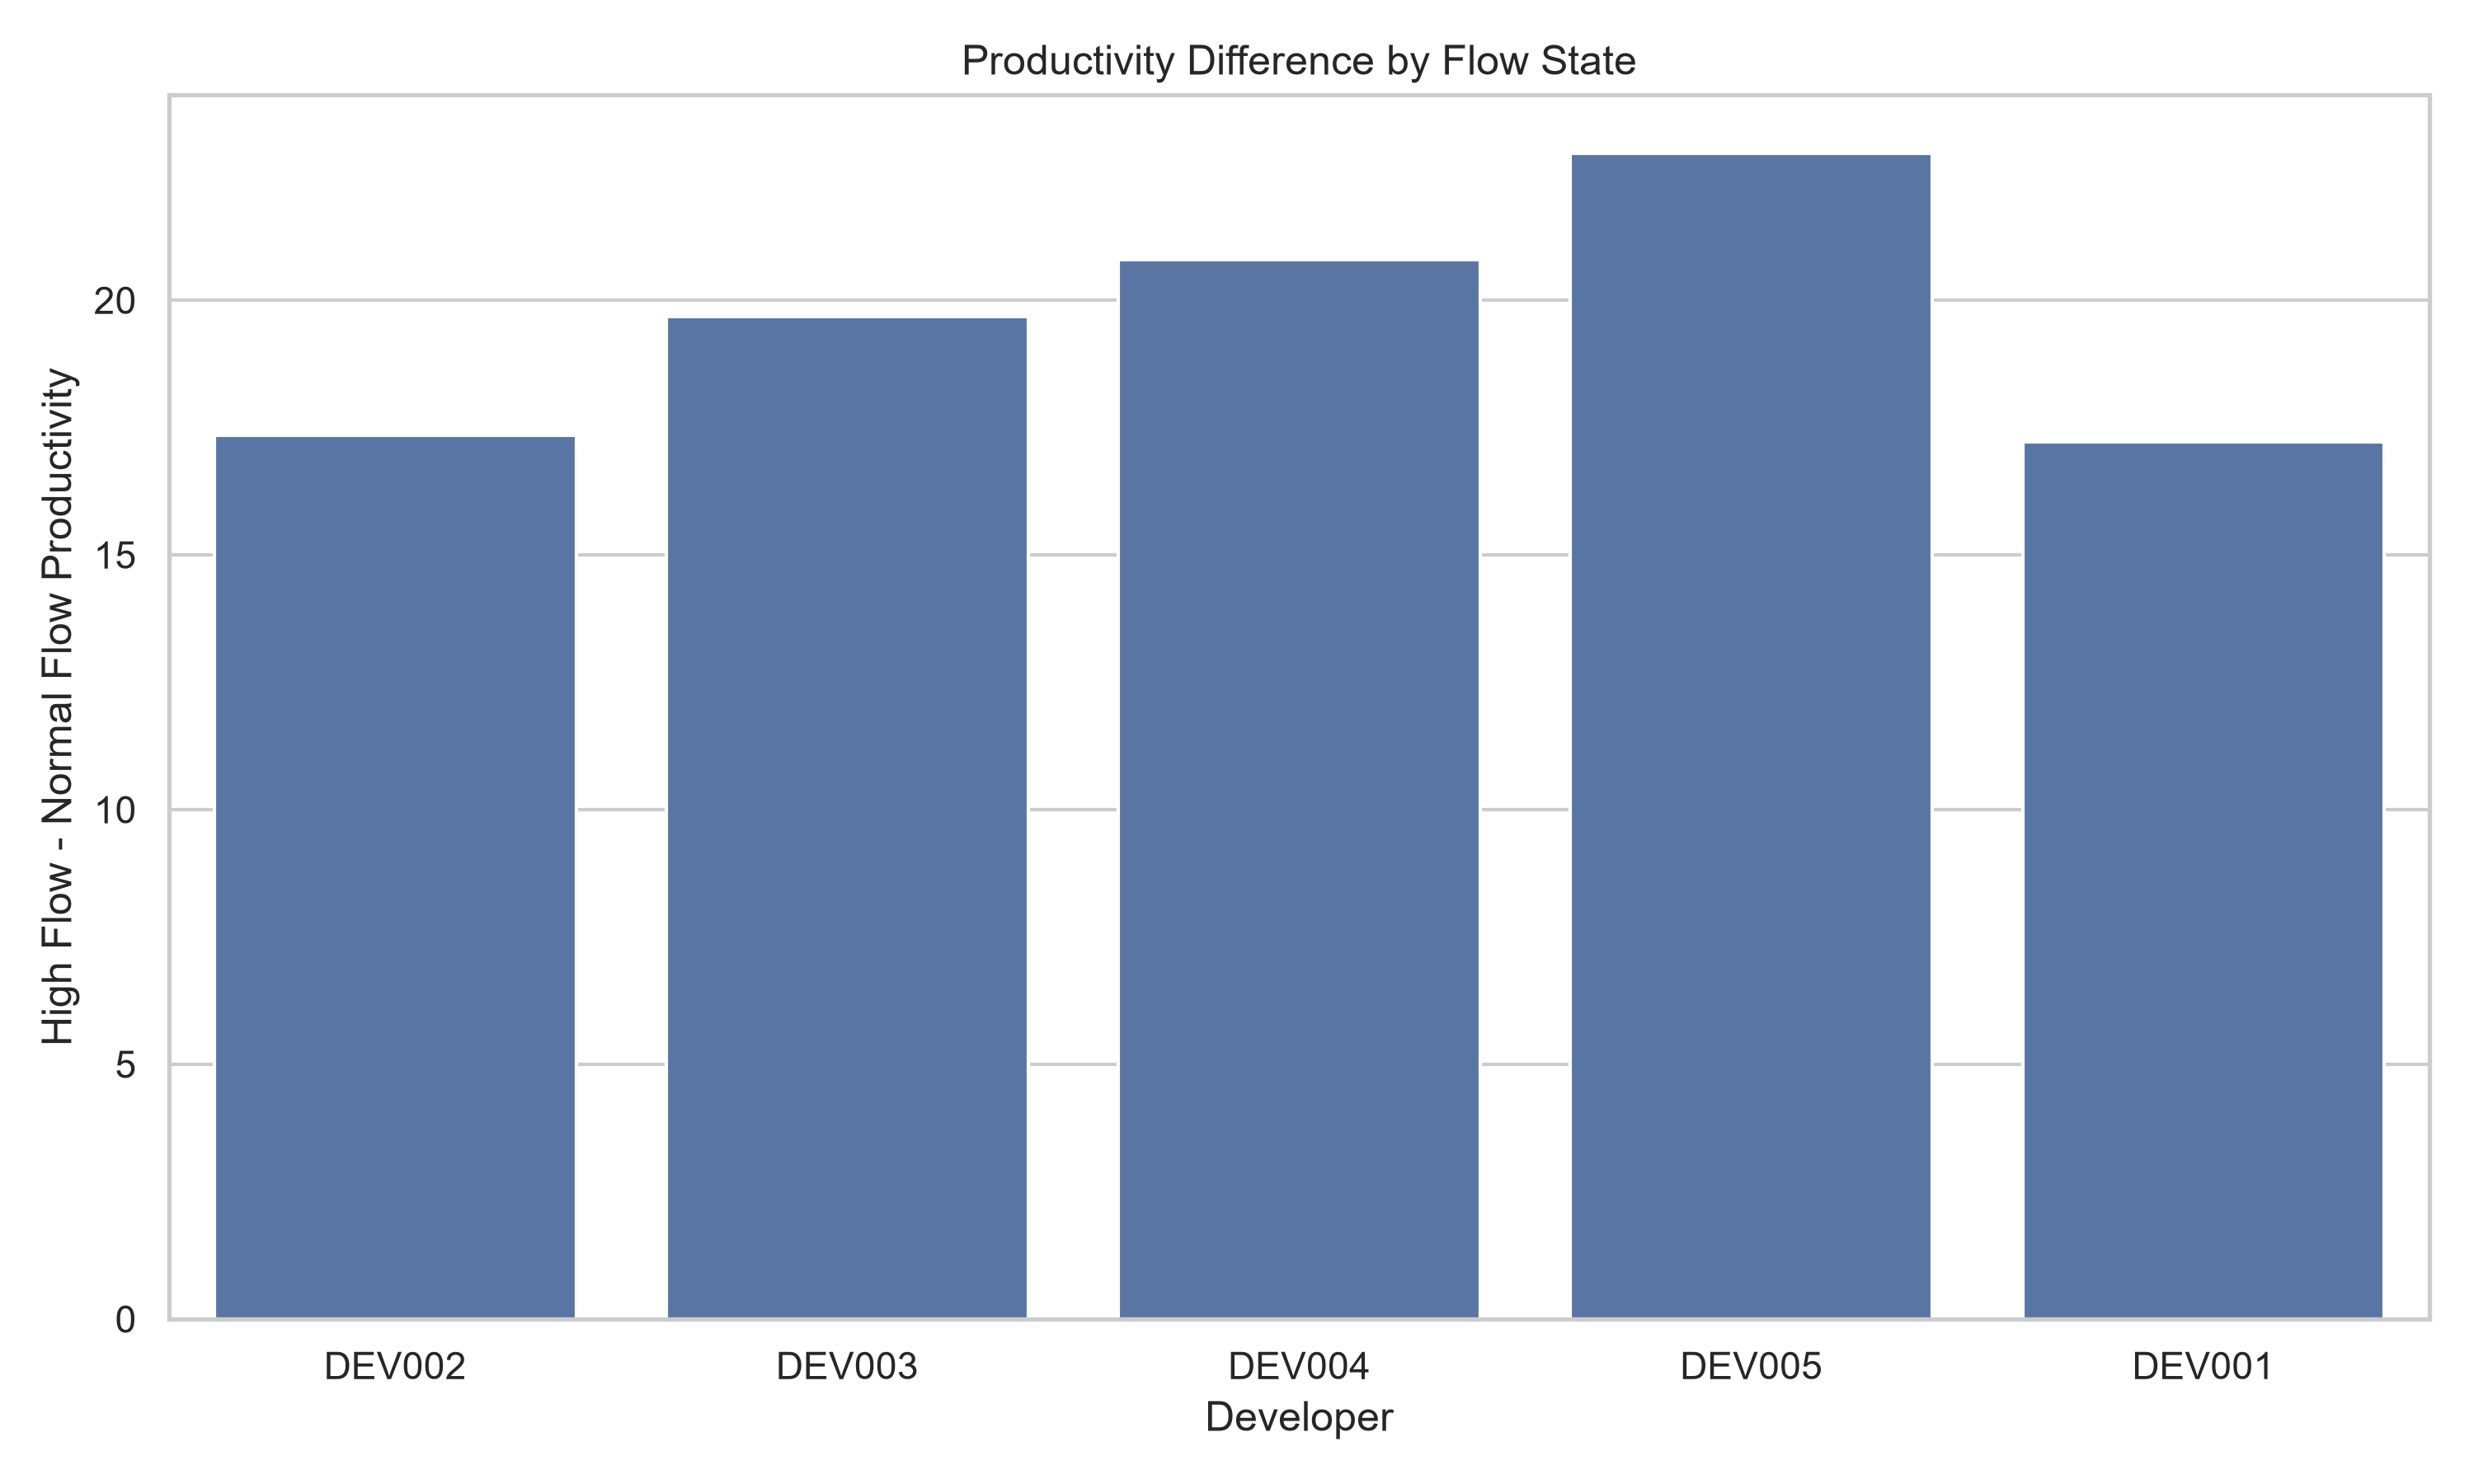 Productivity Difference by Flow State
High Flow - Normal Flow Productivity
20
15
10
5
0
DEV002 DEV003 DEV004 DEV005 DEV001
Developer